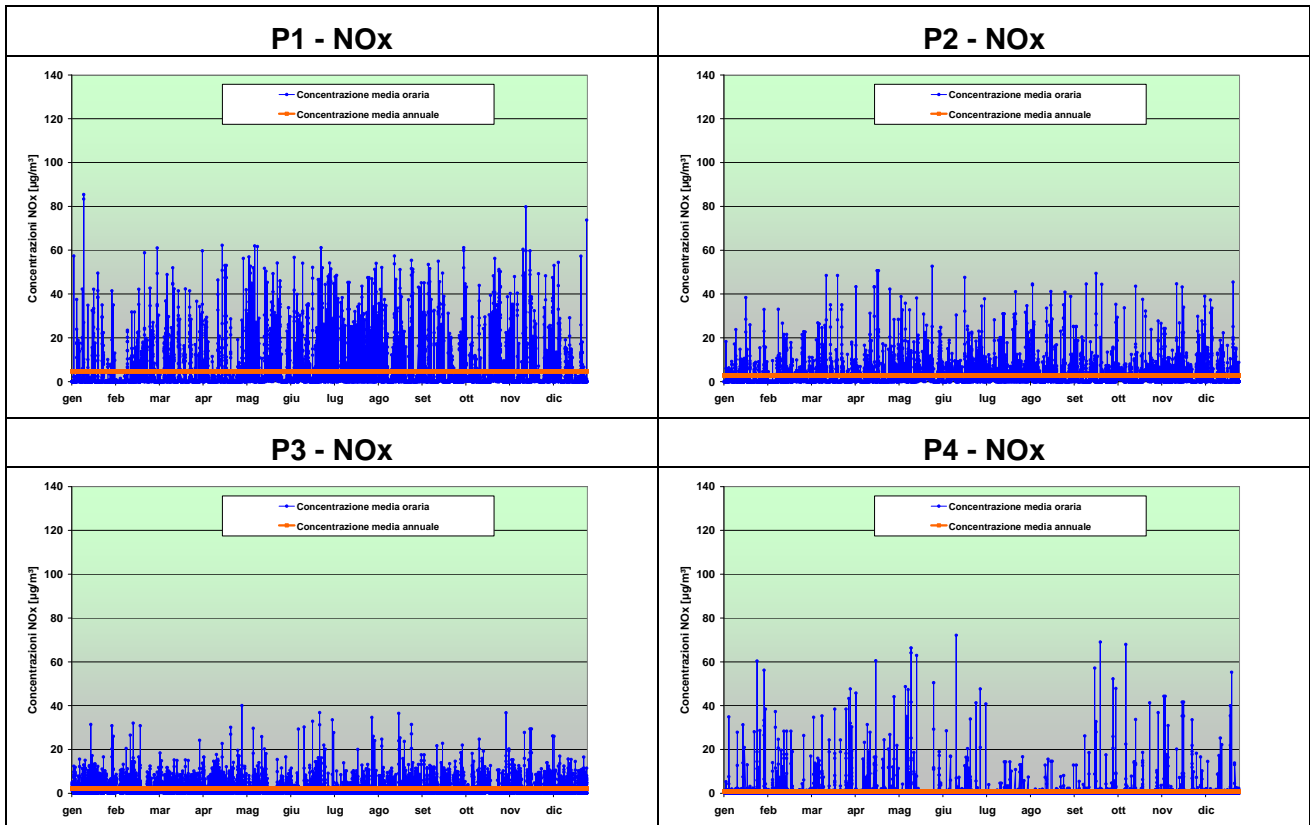 P1 - NOx
P2 - NOx
Concentrazioni NOx [µg/m³]
140
120
100
80
60
40
20
0
Concentrazione media oraria
Concentrazione media annuale
gen feb mar apr mag giu lug ago set ott nov dic
Concentrazioni NOx [µg/m³]
140
120
100
80
60
40
20
0
Concentrazione media oraria
Concentrazione media annuale
gen feb mar apr mag giu lug ago set ott nov dic
P3 - NOx
P4 - NOx
Concentrazioni NOx [µg/m³]
140
120
100
80
60
40
20
0
Concentrazione media oraria
Concentrazione media annuale
gen feb mar apr mag giu lug ago set ott nov dic
Concentrazioni NOx [µg/m³]
140
120
100
80
60
40
20
0
Concentrazione media oraria
Concentrazione media annuale
gen feb mar apr mag giu lug ago set ott nov dic